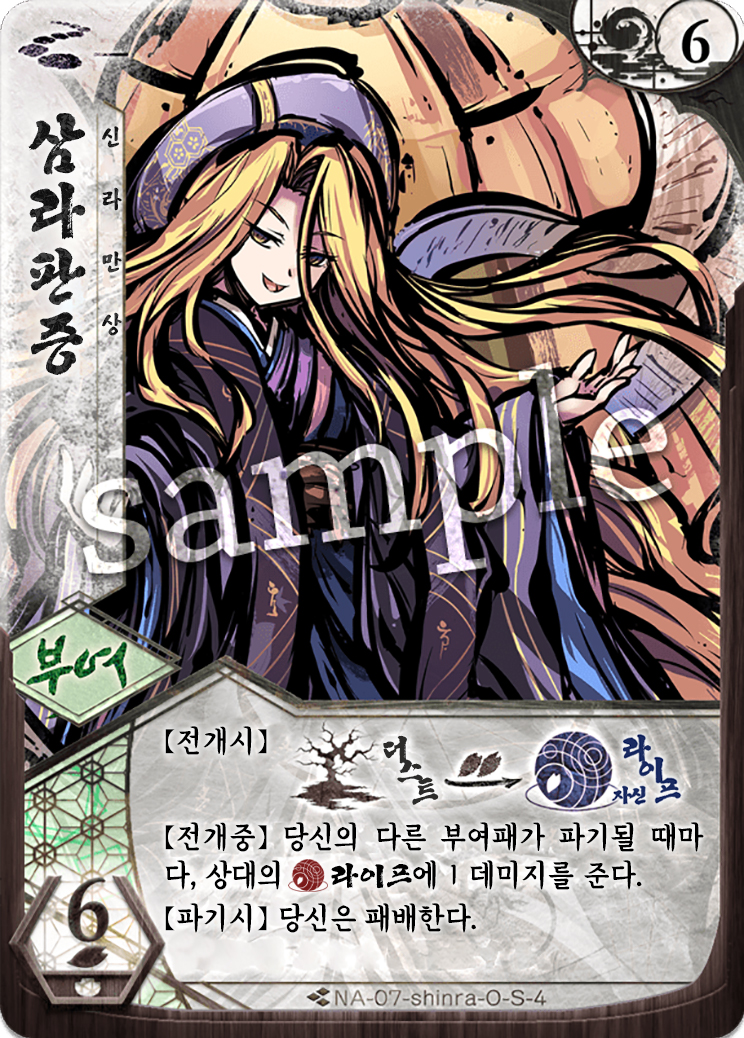 6
삼라판증
신라만상
sample
부여
【전개시】 더스트 라이프 자신
【전개중】 당신의 다른 부여패가 파기될 때마
다, 상대의 라이프에 1 데미지를 준다.
【파기시】 당신은 패배한다.
6
NA-07-shinra-O-S-4